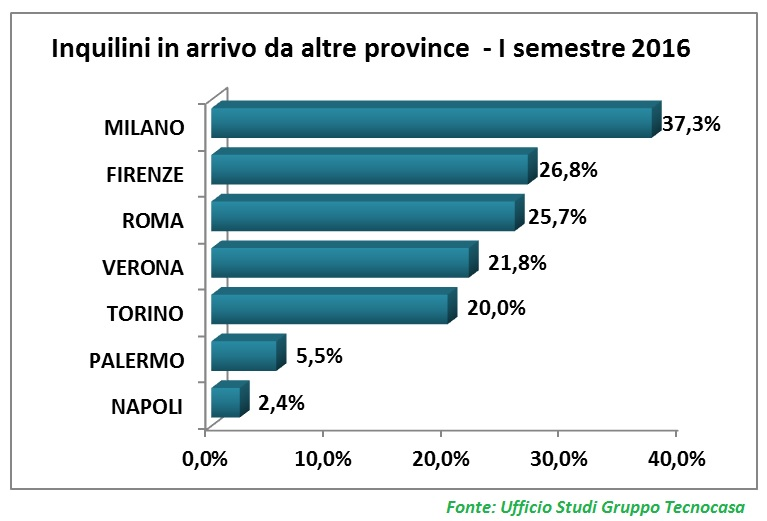 Inquilini in arrivo da altre province - I semestre 2016
MILANO 37,3%
FIRENZE 26,8%
ROMA 25,7%
VERONA 21,8%
TORINO 20,0%
PALERMO 5,5%
NAPOLI 2,4%
0,0% 10,0% 20,0% 30,0% 40,0%
Fonte: Ufficio Studi Gruppo Tecnocasa